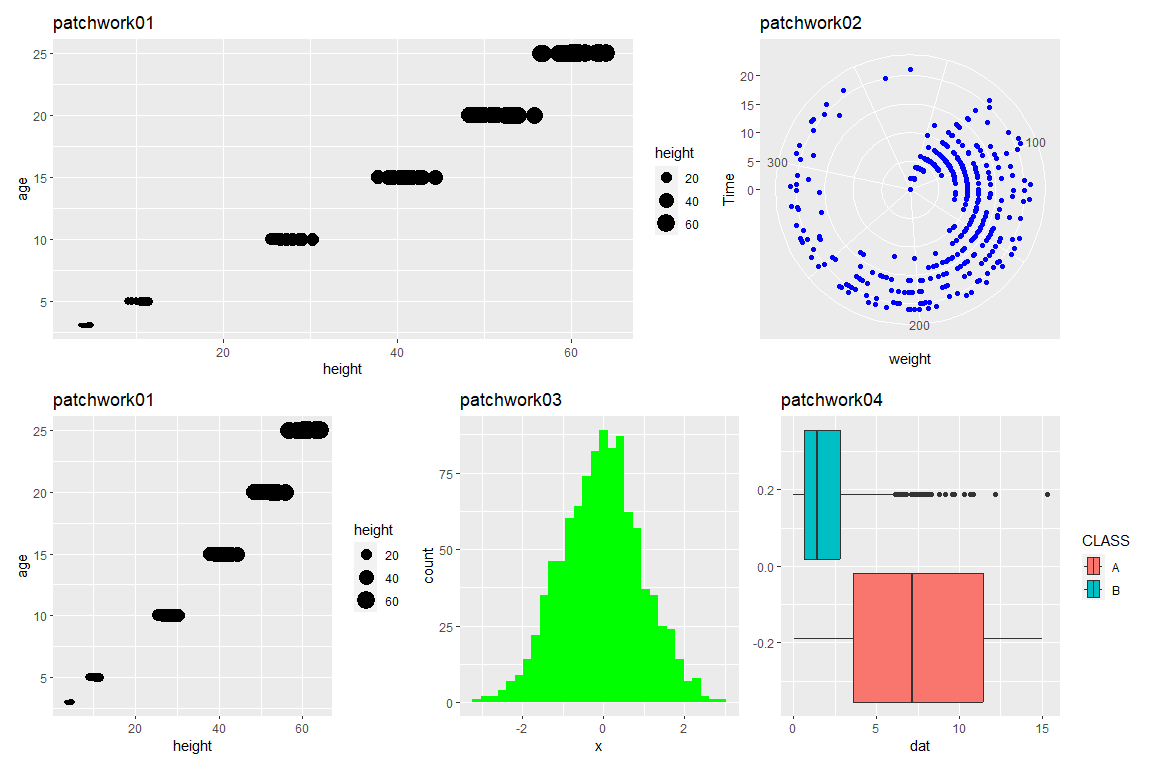 patchwork01
25
20
15
10
5
age
20
40
60
height
height
20
40
60
patchwork02
20
15
10
5
0
Time
100
200
300
weight
patchwork01
25
20
15
10
5
age
20
40
60
height
height
20
40
60
patchwork03
75
50
25
0
count
-2
0
2
x
patchwork04
0.2
0.0
-0.2
0
5
10
15
dat
CLASS
A
B